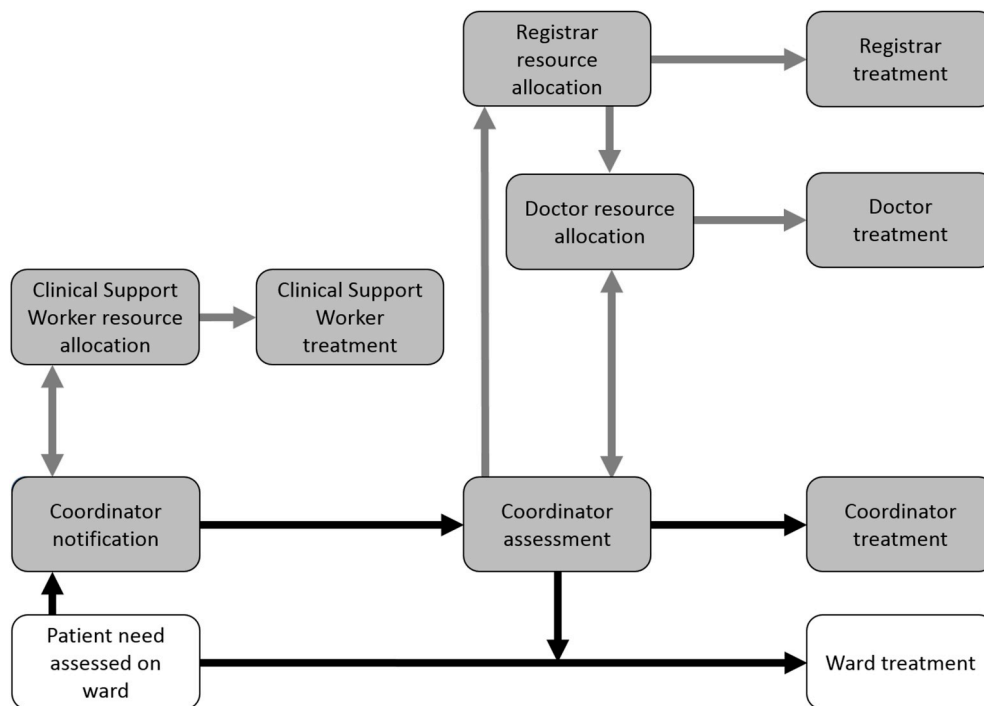 Registrar
resource
allocation
Registrar
treatment
Doctor resource
allocation
Doctor
treatment
Clinical Support
Worker resource
allocation
Clinical Support
Worker
treatment
Coordinator
notification
Coordinator
assessment
Coordinator
treatment
Patient need
assessed on
ward
Ward treatment